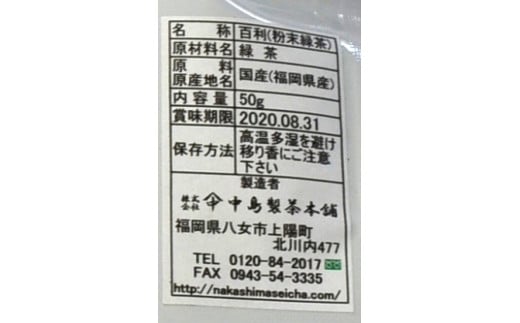 名 称 百利(粉末緑茶)
原材料名 緑 茶
原 料
原産地名 国産(福岡県産)
内 容 量 50g
賞味期限 2020.08.31
保存方法 高温多湿を避け
移り香にご注意
下さい
製造者
株式会社 中島製茶本舗
福岡県八女市上陽町
北川内477
TEL 0120-84-2017
FAX 0943-54-3335
http://nakashimaseicha.com/